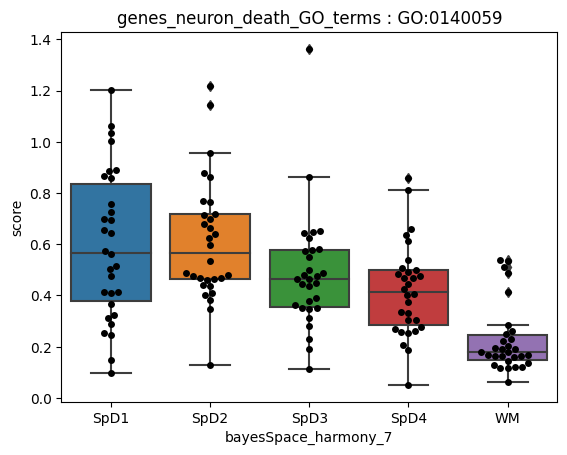 genes_neuron_death_GO_terms : GO:0140059
1.4
1.2
1.0
0.8
0.6
0.4
0.2
0.0
score
SpD1 SpD2 SpD3 SpD4 WM
bayesSpace_harmony_7